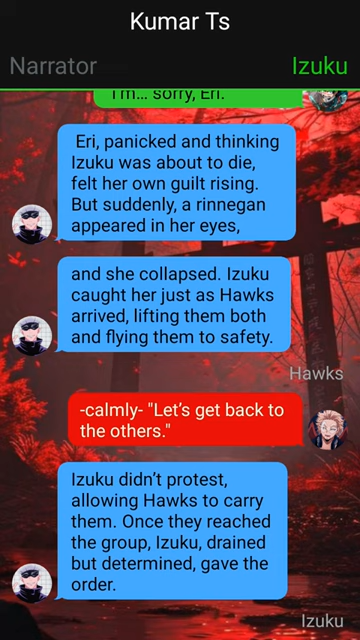 Kumar Ts
Narrator
Izuku
I'm... sorry, Eri.
Eri, panicked and thinking
Izuku was about to die,
felt her own guilt rising.
But suddenly, a rinnegan
appeared in her eyes,
and she collapsed. Izuku
caught her just as Hawks
arrived, lifting them both
and flying them to safety.
Hawks
-calmly- "Let’s get back to
the others."
Izuku didn’t protest,
allowing Hawks to carry
them. Once they reached
the group, Izuku, drained
but determined, gave the
order.
Izuku